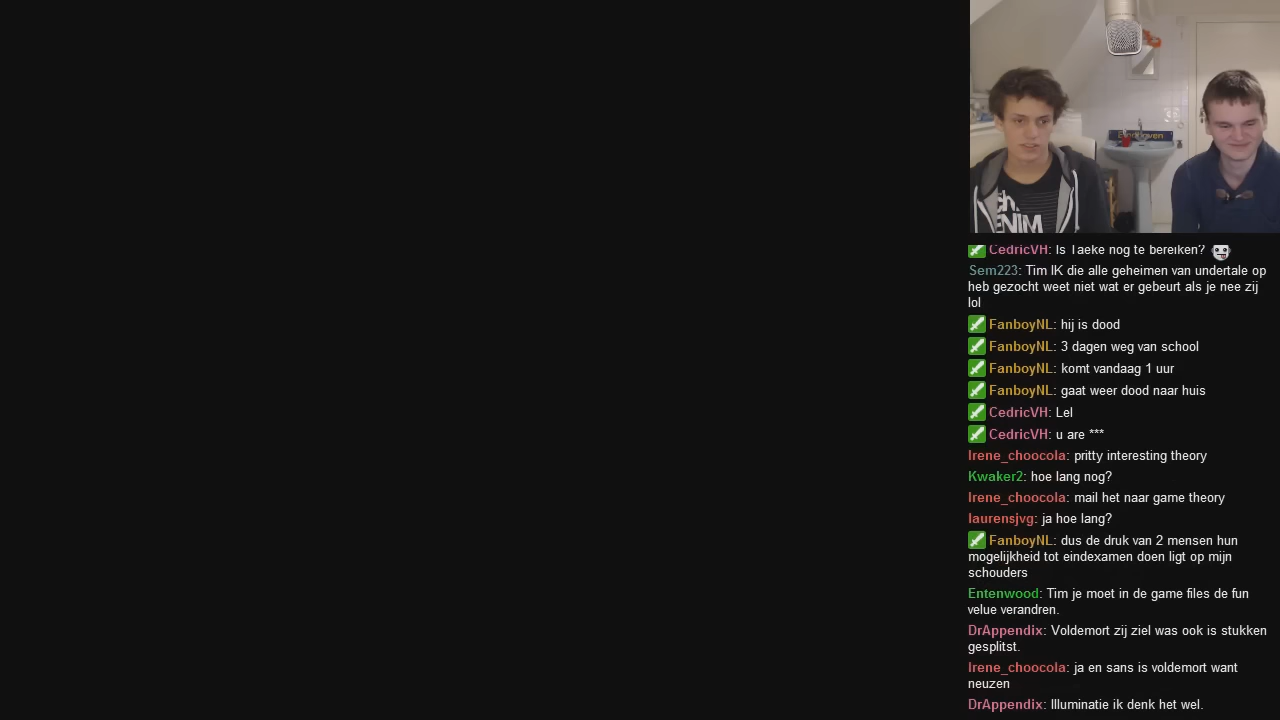 Eindhoven
ch.
ENIM
CedricVH: Is Taeke nog te bereiken?
Sem223: Tim IK die alle geheimen van undertale op
heb gezocht weet niet wat er gebeurt als je nee zij
lol
FanboyNL: hij is dood
FanboyNL: 3 dagen weg van school
FanboyNL: komt vandaag 1 uur
FanboyNL: gaat weer dood naar huis
CedricVH: Lel
CedricVH: u are ***
Irene_choocola: pritty interesting theory
Kwaker2: hoe lang nog?
Irene_choocola: mail het naar game theory
laurensjvg: ja hoe lang?
FanboyNL: dus de druk van 2 mensen hun
mogelijkheid tot eindexamen doen ligt op mijn
schouders
Entenwood: Tim je moet in de game files de fun
velue verandren.
DrAppendix: Voldemort zij ziel was ook is stukken
gesplitst.
Irene_choocola: ja en sans is voldemort want
neuzen
DrAppendix: Illuminatie ik denk het wel.